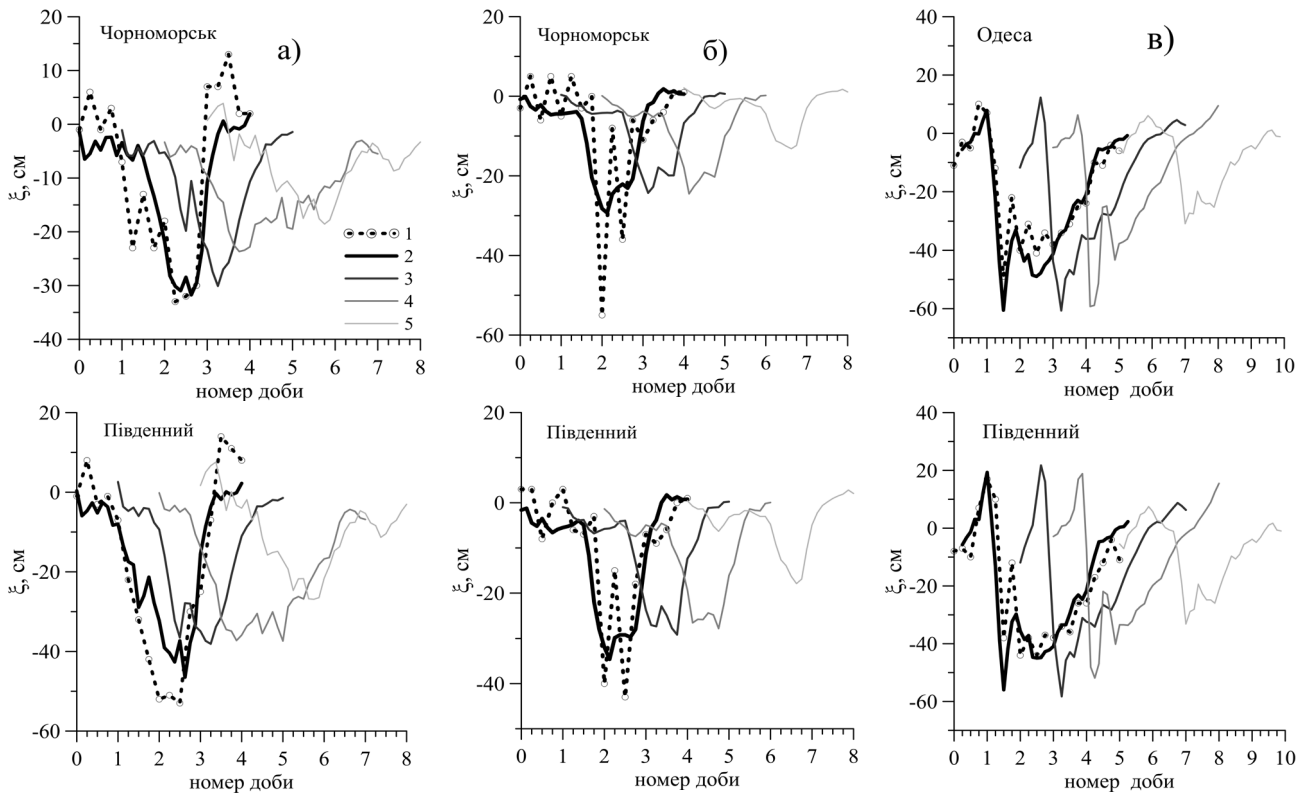 20
10
0
-10
-20
-30
-40
ξ, см
Чорноморськ
а)
1
2
3
4
5
0 1 2 3 4 5 6 7 8
номер доби
20
0
-20
-40
-60
ξ, см
Чорноморськ
б)
0 1 2 3 4 5 6 7 8
номер доби
40
20
0
-20
-40
-60
ξ, см
Одеса
в)
0 1 2 3 4 5 6 7 8 9 10
номер доби
20
0
-20
-40
-60
ξ, см
Південний
0 1 2 3 4 5 6 7 8
номер доби
20
0
-20
-40
ξ, см
Південний
0 1 2 3 4 5 6 7 8
номер доби
40
20
0
-20
-40
-60
ξ, см
Південний
0 1 2 3 4 5 6 7 8 9 10
номер доби